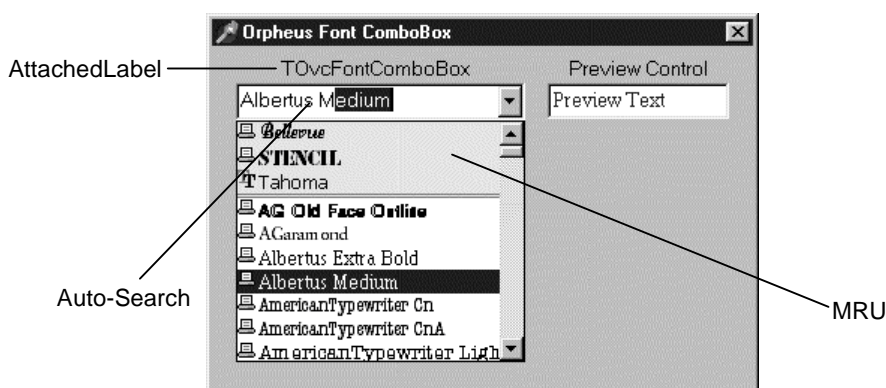 Orpheus Font ComboBox
AttachedLabel
TOvcFontComboBox
Preview Control
Albertus Medium
Preview Text
Bellevue
STENCIL
Tahoma
AG Old Face Outline
AGaramond
Albertus Extra Bold
Albertus Medium
AmericanTypewriter Cn
AmericanTypewriter CnA
AmericanTypewriter Ligh
Auto-Search
MRU